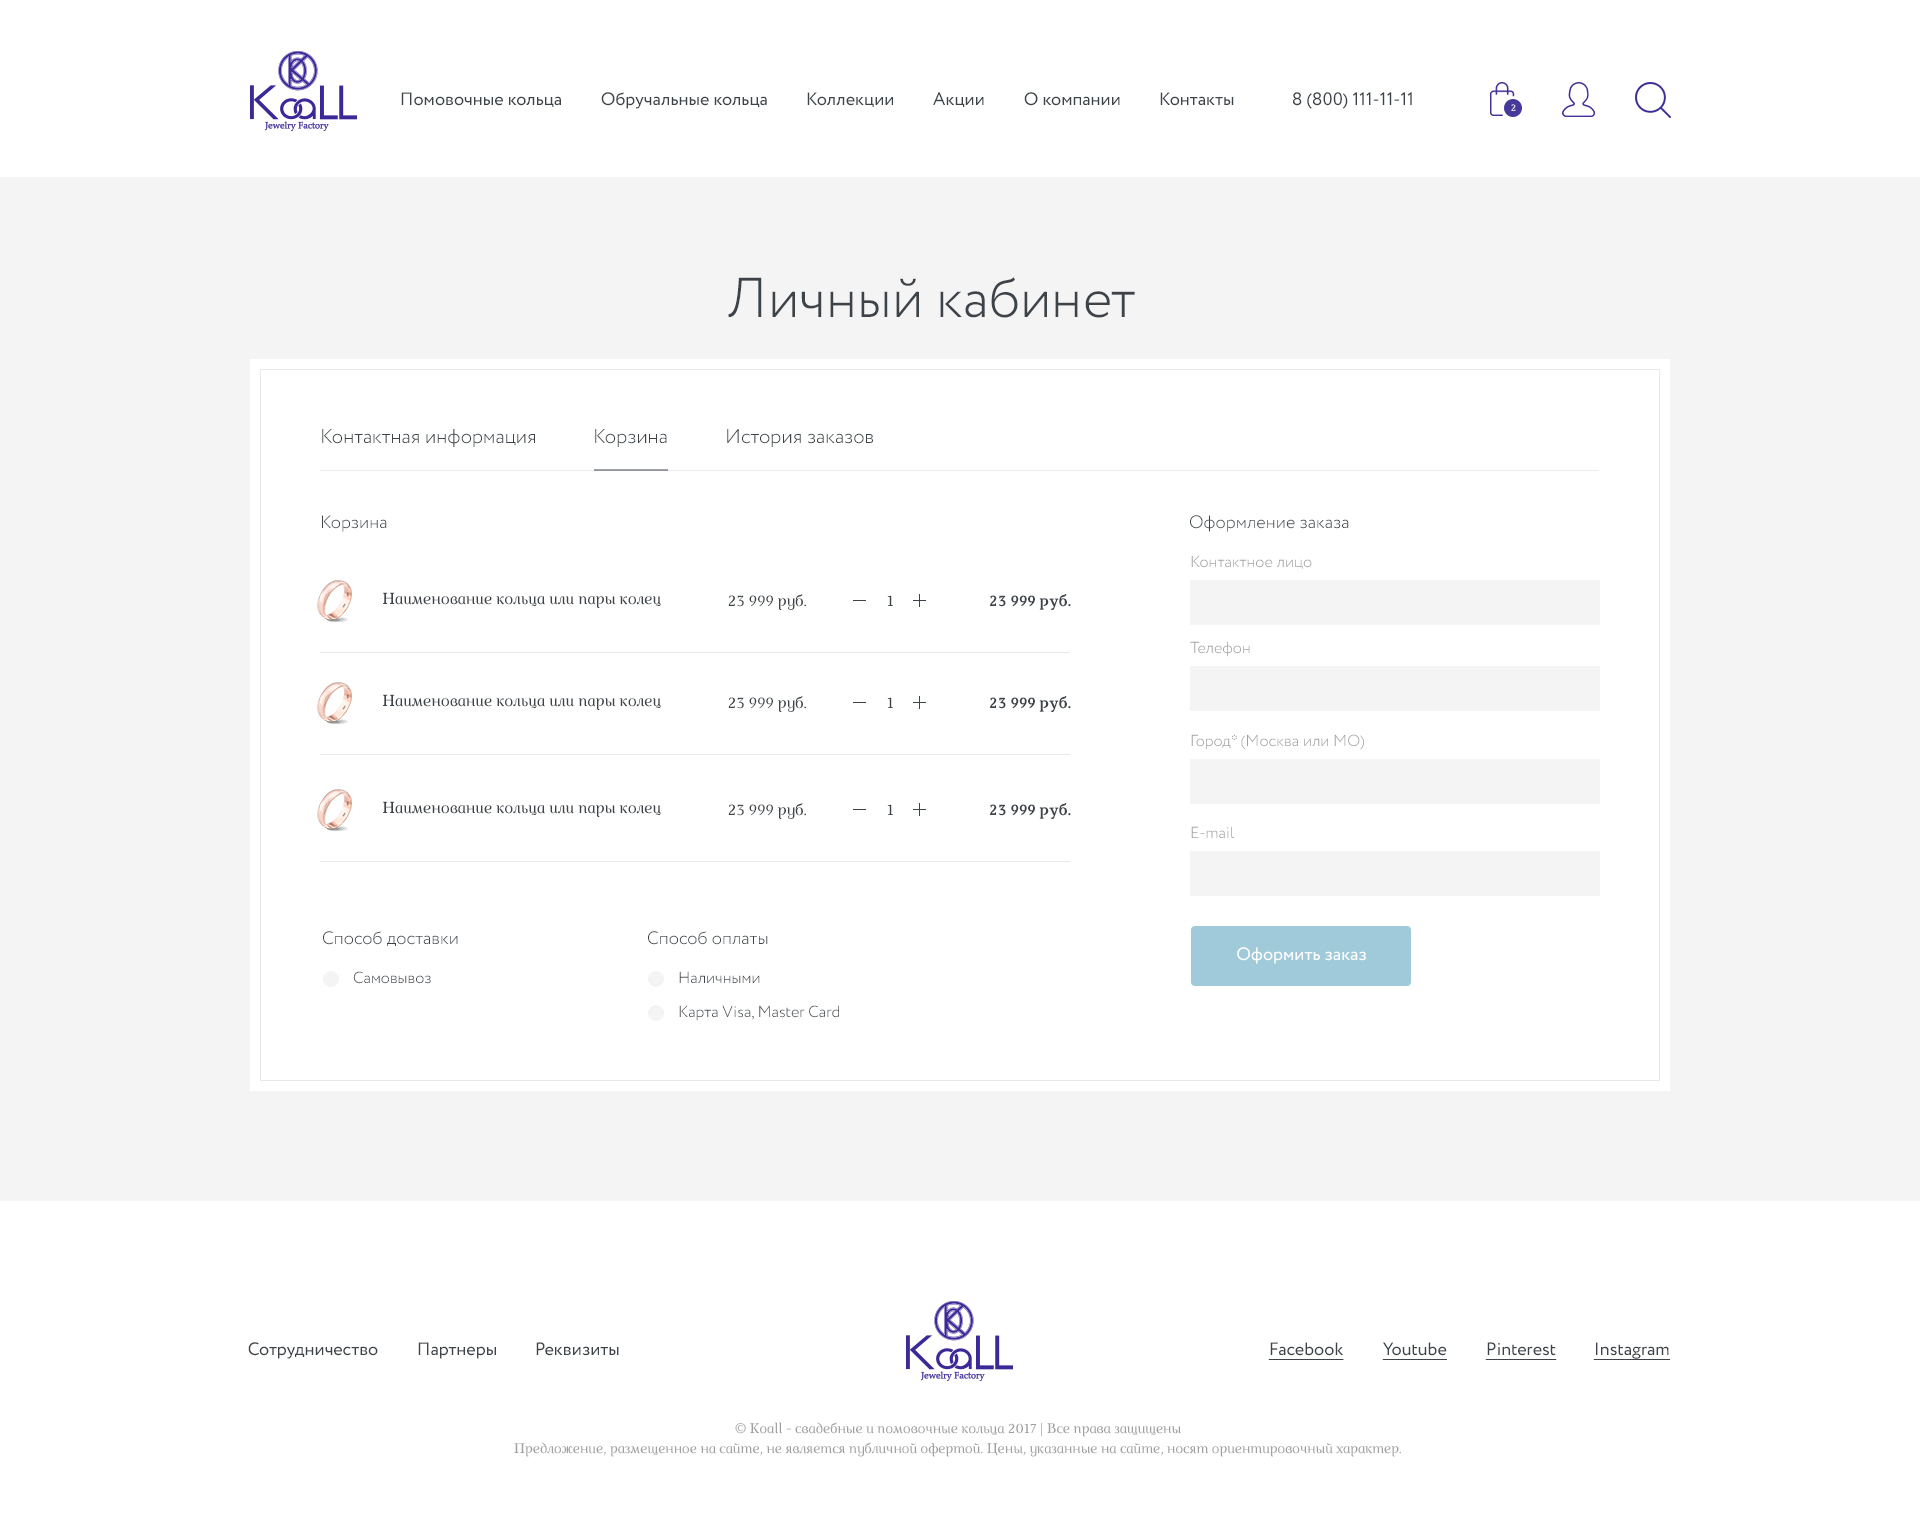 KoaLL
Jewelry Factory
Помовочные кольца
Обручальные кольца
Коллекции
Акции
О компании
Контакты
8 (800) 111-11-11
2
Личный кабинет
Контактная информация
Корзина
История заказов
Корзина
Наименование кольца или пары колец
23 999 руб.
1
23 999 руб.
Наименование кольца или пары колец
23 999 руб.
1
23 999 руб.
Наименование кольца или пары колец
23 999 руб.
1
23 999 руб.
Способ доставки
Самовывоз
Способ оплаты
Наличными
Карта Visa, Master Card
Оформление заказа
Контактное лицо
Телефон
Город* (Москва или МО)
E-mail
Оформить заказ
Сотрудничество
Партнеры
Реквизиты
KoaLL
Jewelry Factory
Facebook
Youtube
Pinterest
Instagram
© Koall - свадебные и помовочные кольца 2017 | Все права защищены
Предложение, размещенное на сайте, не является публичной офертой. Цены, указанные на сайте, носят ориентировочный характер.